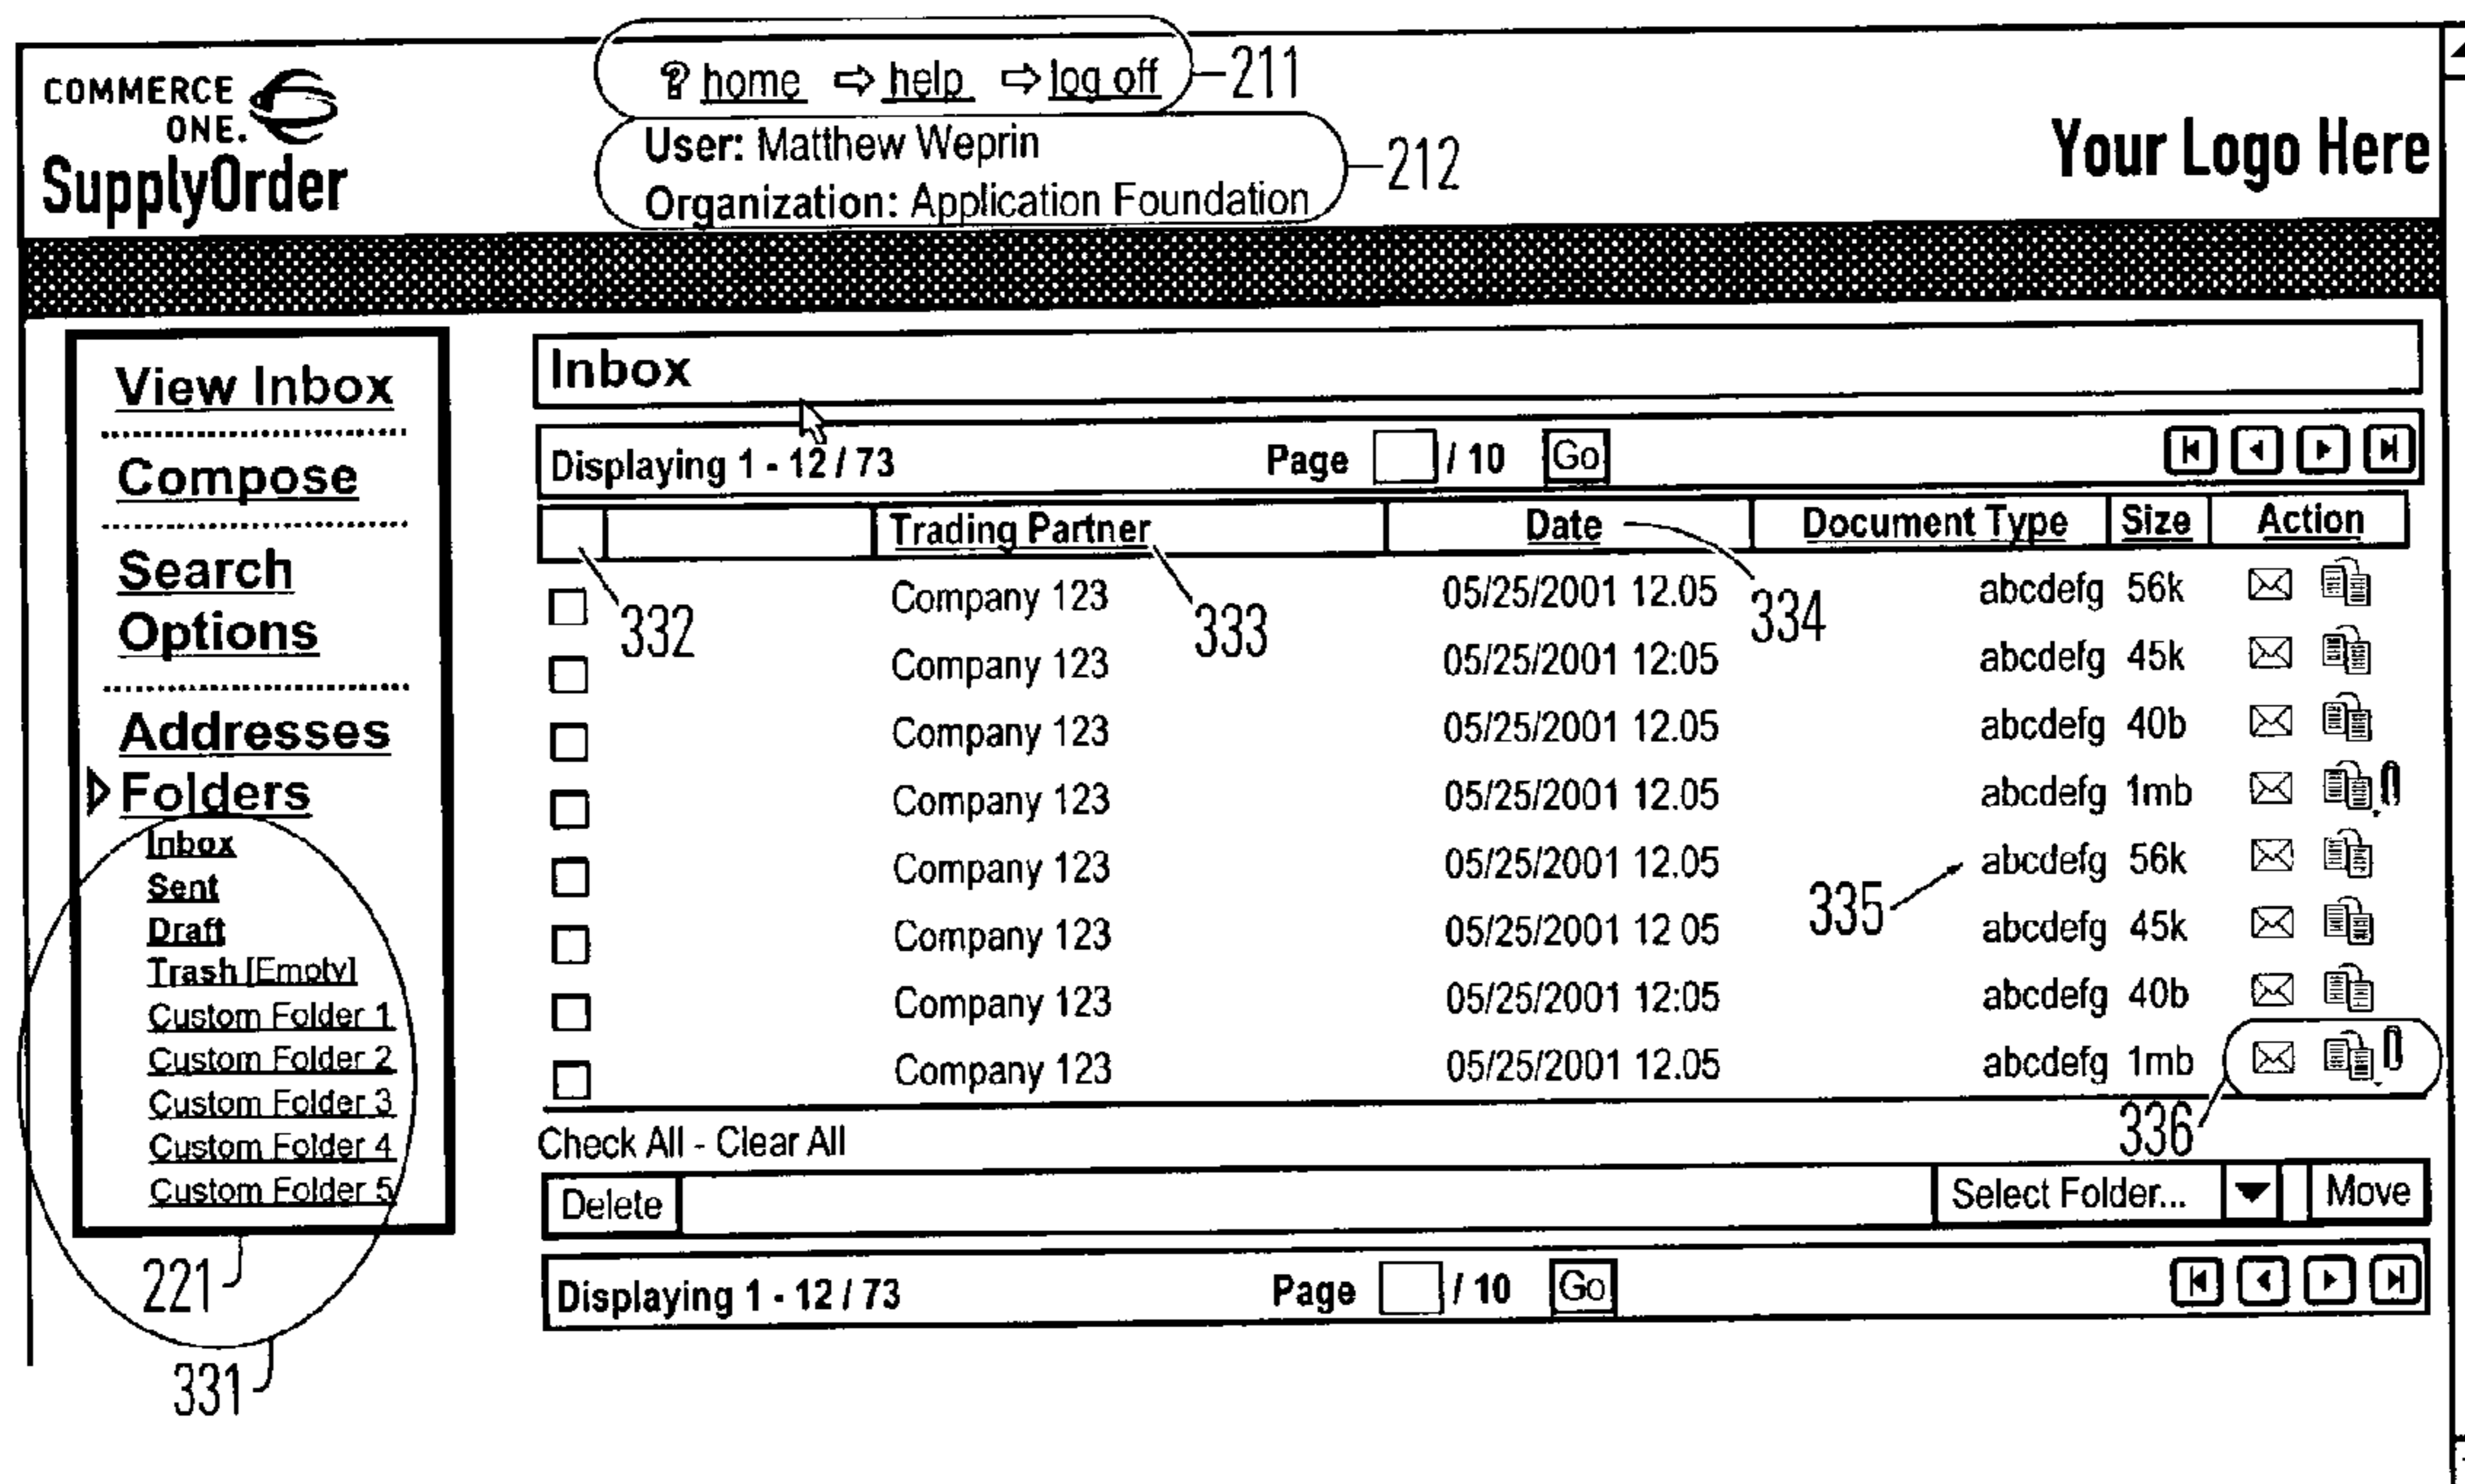 COMMERCE
ONE.
SupplyOrder
? home ⇨ help ⇨ log off 211
User: Matthew Weprin
Organization: Application Foundation
212
Your Logo Here
View Inbox
Compose
Search
Options
Addresses
Folders
Inbox
Sent
Draft
Trash [Empty]
Custom Folder 1
Custom Folder 2
Custom Folder 3
Custom Folder 4
Custom Folder 5
221
331
Inbox
Displaying 1 - 12 / 73 Page / 10 Go
Trading Partner Date Document Type Size Action
332 333 334
Company 123 05/25/2001 12.05 abcdefg 56k
Company 123 05/25/2001 12:05 abcdefg 45k
Company 123 05/25/2001 12.05 abcdefg 40b
Company 123 05/25/2001 12.05 abcdefg 1mb
Company 123 05/25/2001 12.05 abcdefg 56k
335
Company 123 05/25/2001 12 05 abcdefg 45k
Company 123 05/25/2001 12:05 abcdefg 40b
Company 123 05/25/2001 12.05 abcdefg 1mb
336
Check All - Clear All
Delete Select Folder... Move
Displaying 1 - 12 / 73 Page / 10 Go